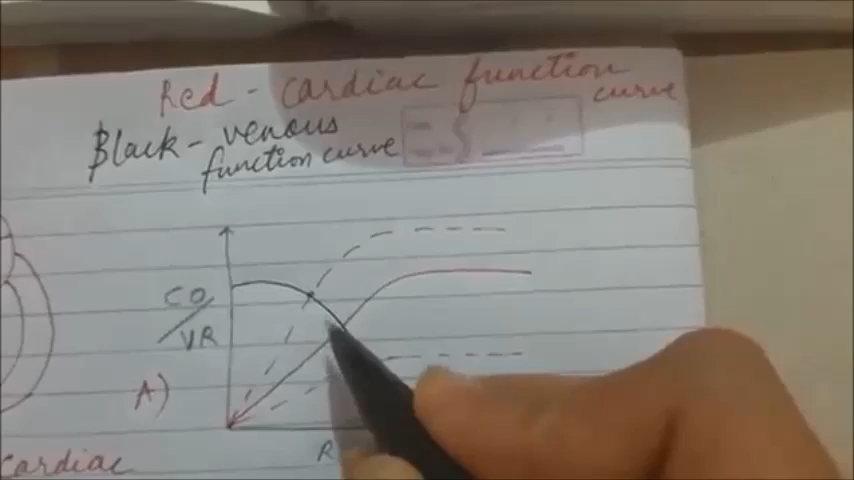 Red - cardiac function
curve
Black - venous
function curve
CO
VR
A)
R
cardiac